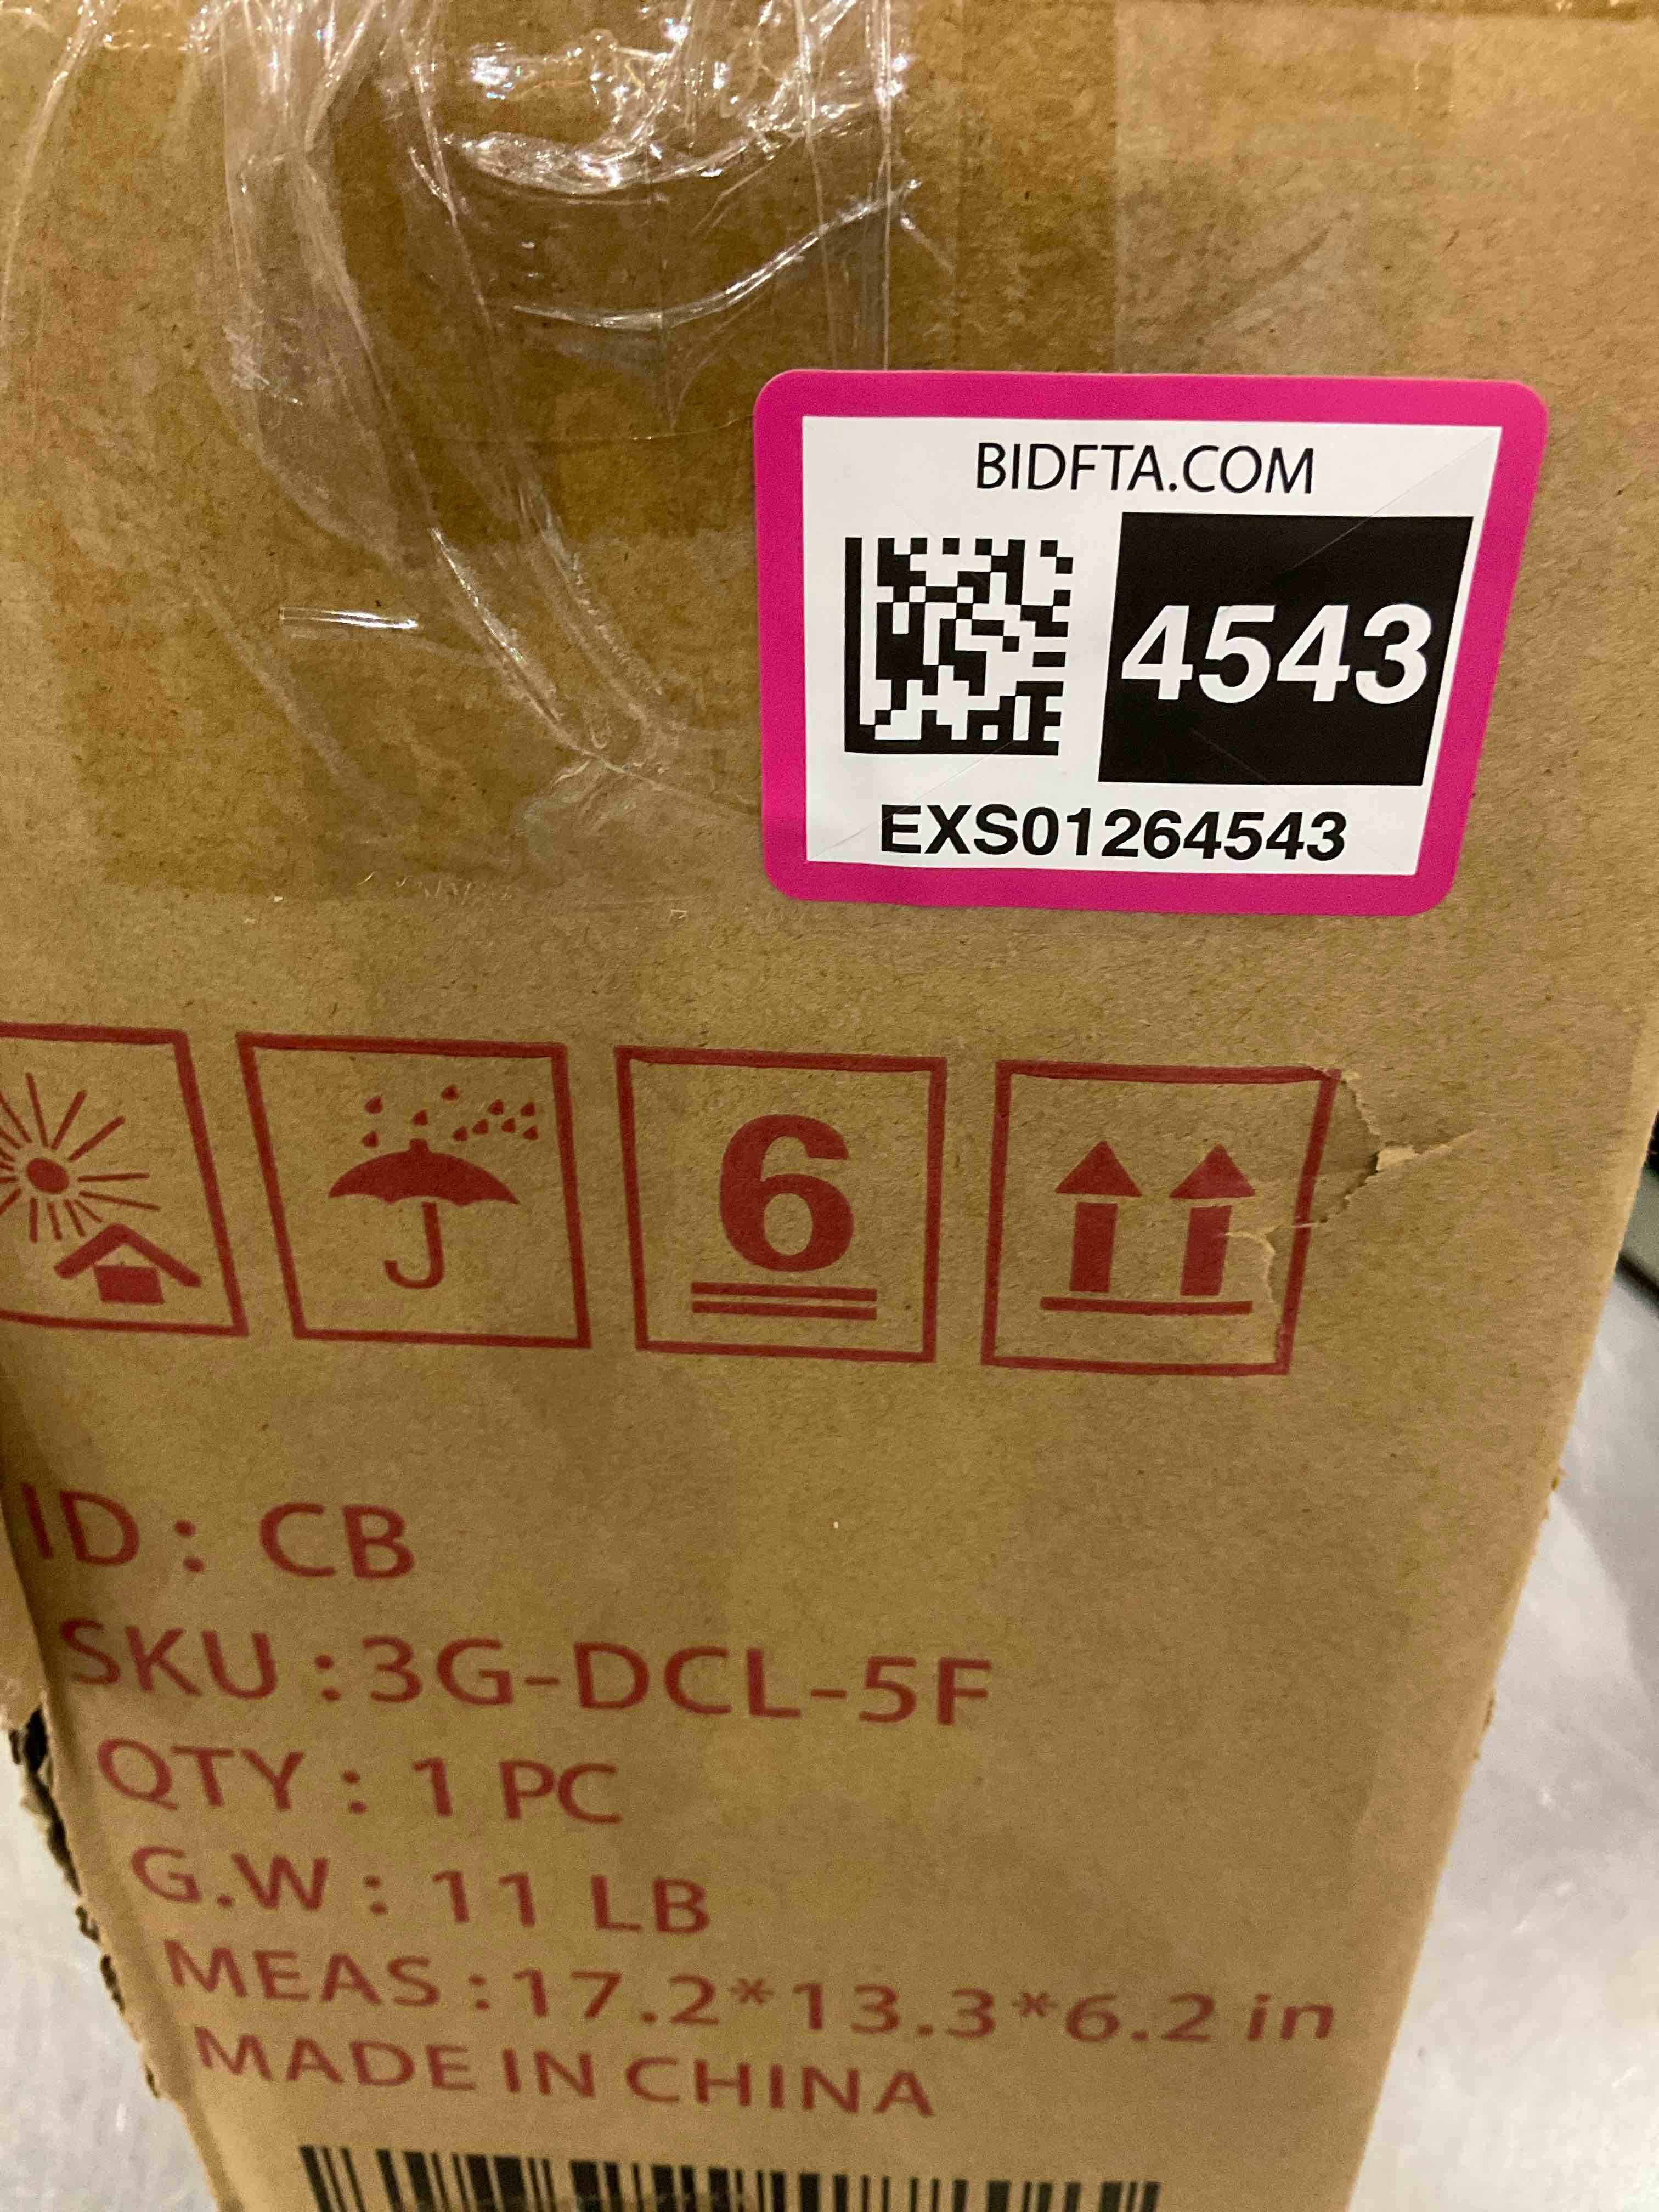 BIDFTA.COM
4543
EXS01264543
6
ID: CB
SKU:3G-DCL-5F
QTY: 1 PC
G.W: 11 LB
MEAS:17.2*13.3*6.2 in
MADE IN CHINA